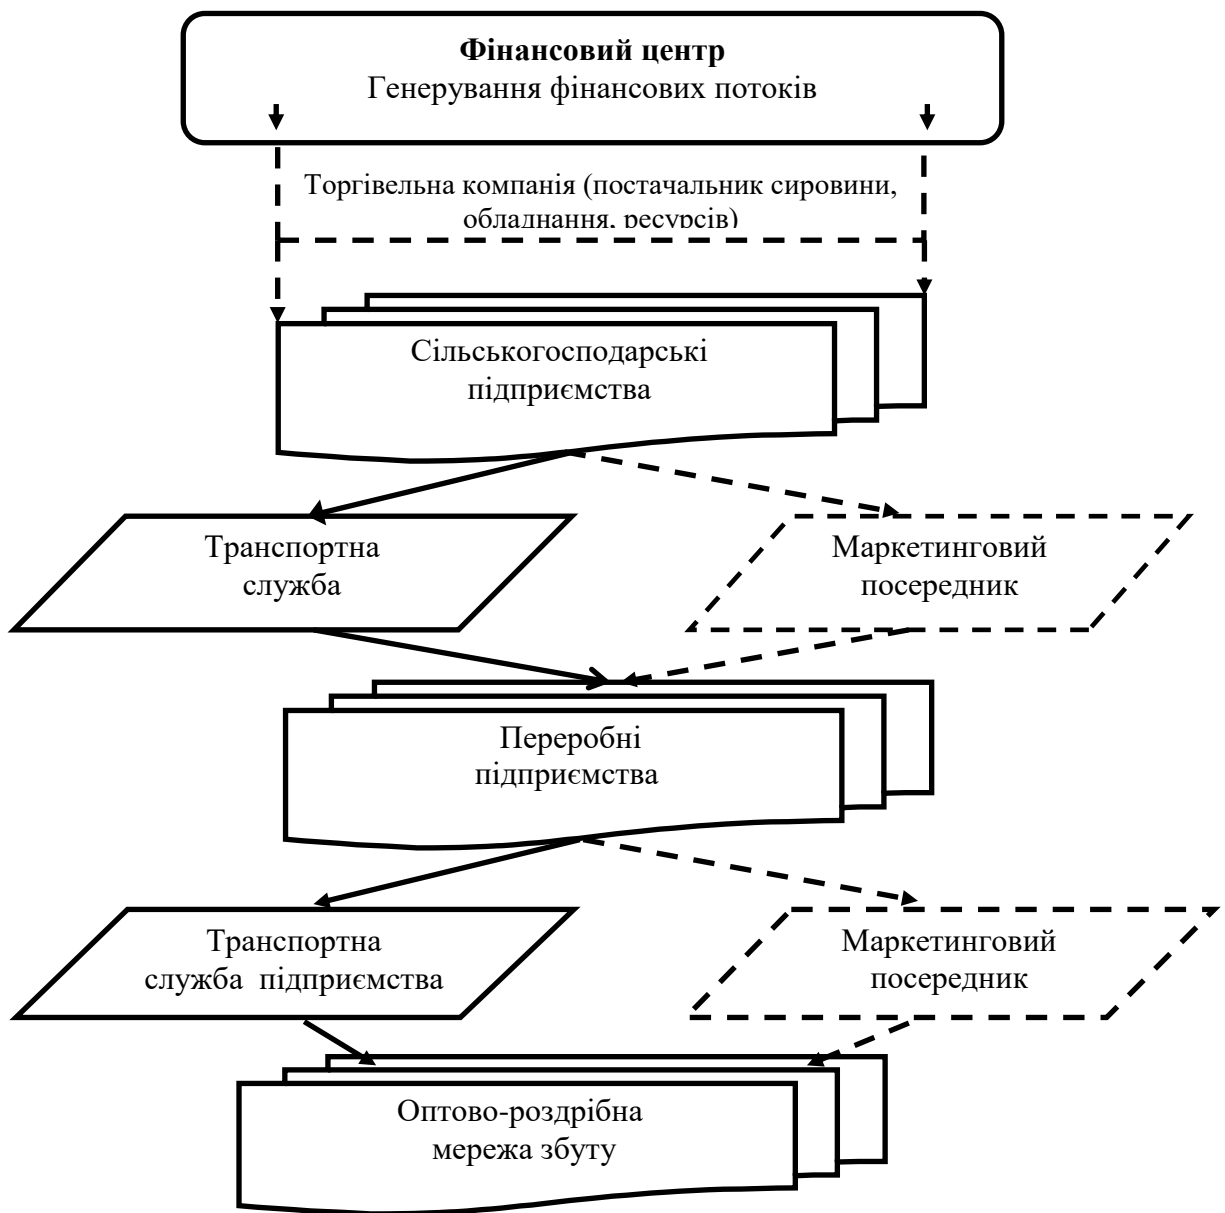 Фінансовий центр
Генерування фінансових потоків
Торгівельна компанія (постачальник сировини,
обладнання, ресурсів)
Сільськогосподарські
підприємства
Транспортна
служба
Маркетинговий
посередник
Переробні
підприємства
Транспортна
служба підприємства
Маркетинговий
посередник
Оптово-роздрібна
мережа збуту